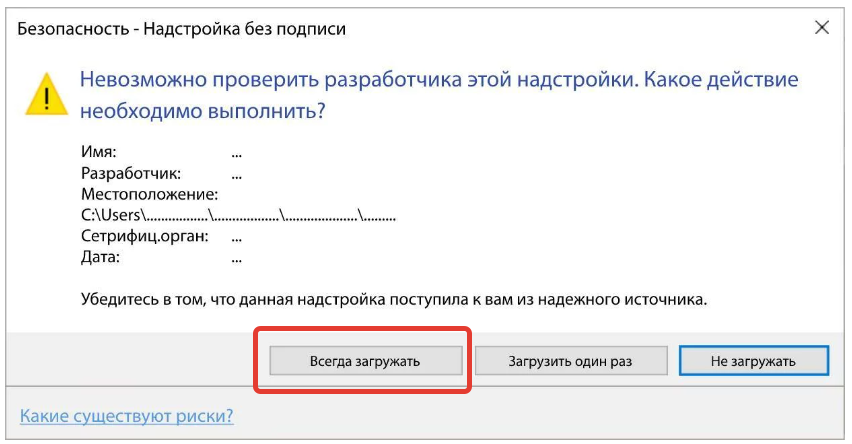 Безопасность - Надстройка без подписи
Невозможно проверить разработчика этой надстройки. Какое действие
необходимо выполнить?
Имя: ...
Разработчик: ...
Местоположение:
C:\Users\.................\..................\....................\.........
Сетрифиц.орган: ...
Дата: ...
Убедитесь в том, что данная надстройка поступила к вам из надежного источника.
Всегда загружать Загрузить один раз Не загружать
Какие существуют риски?